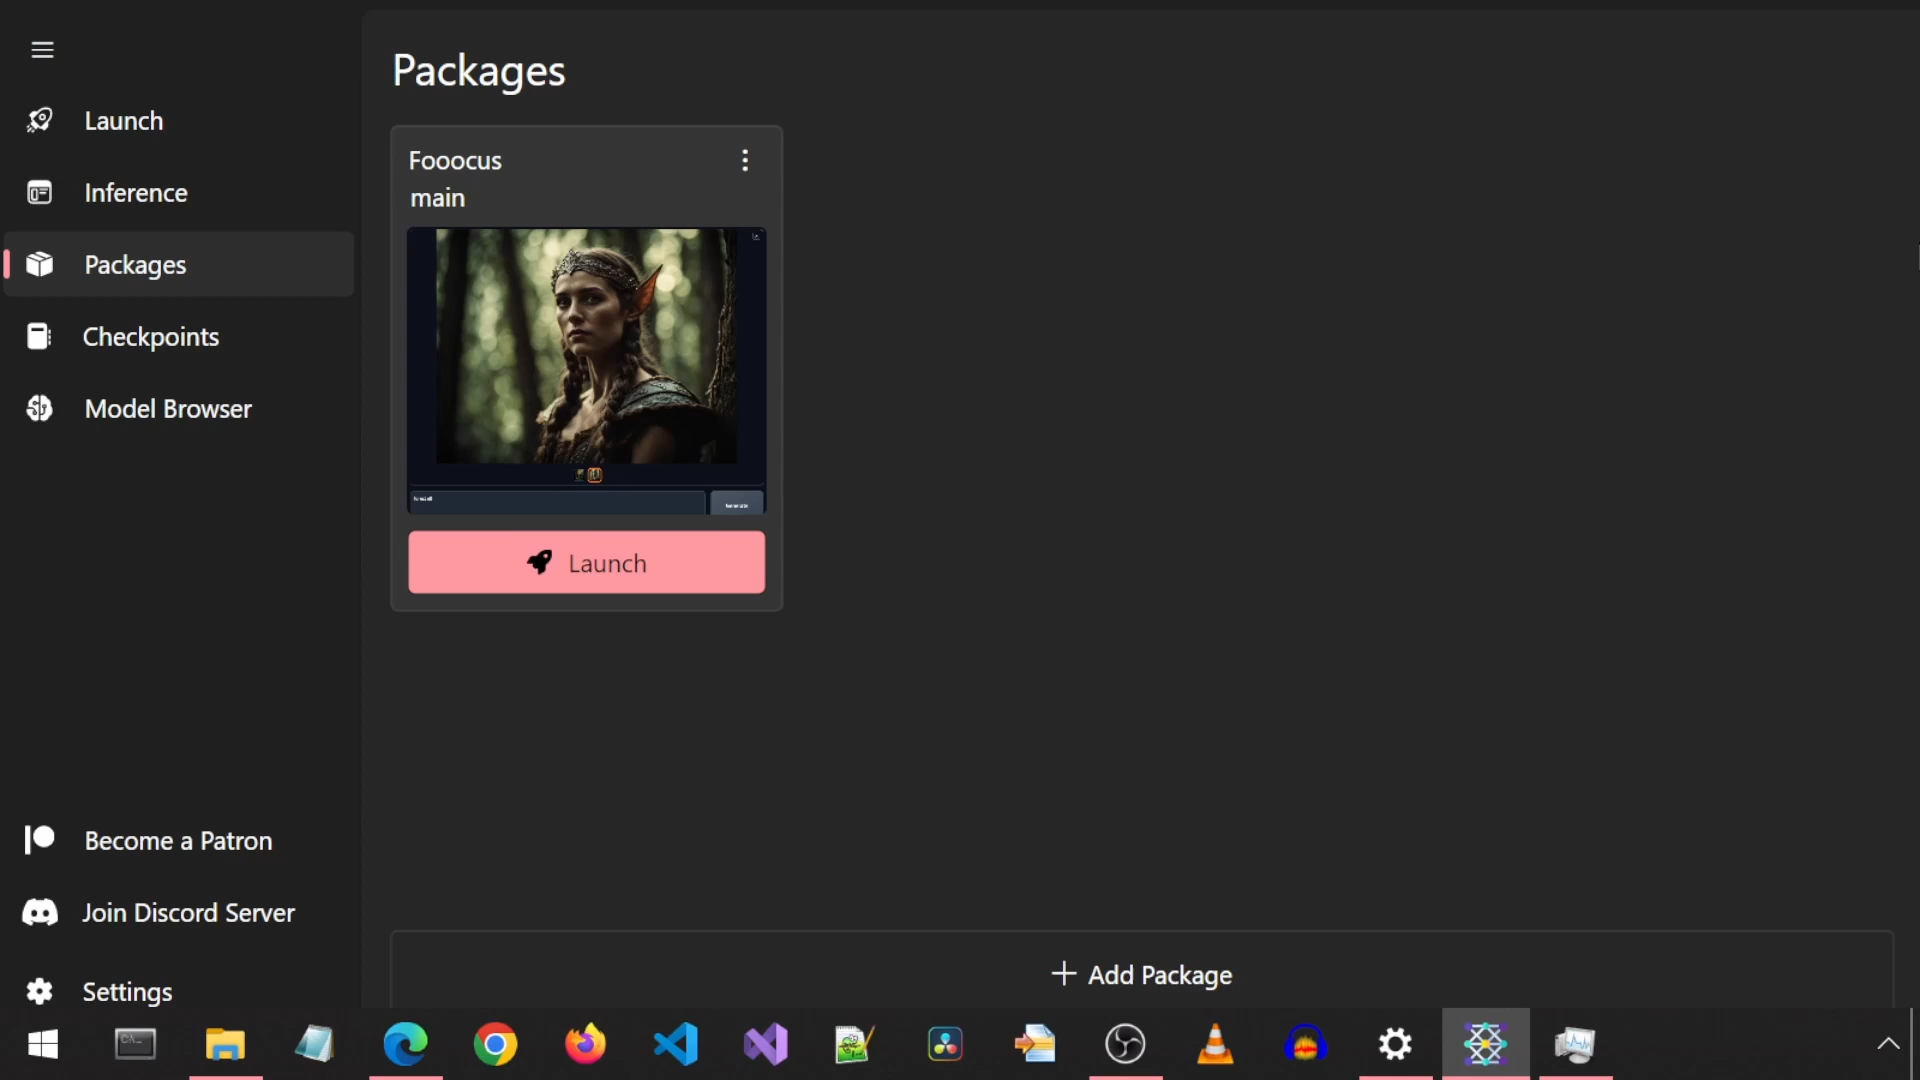 Packages
Launch
Inference
Packages
Checkpoints
Model Browser
Fooocus
main
Launch
Become a Patron
Join Discord Server
Settings
Add Package